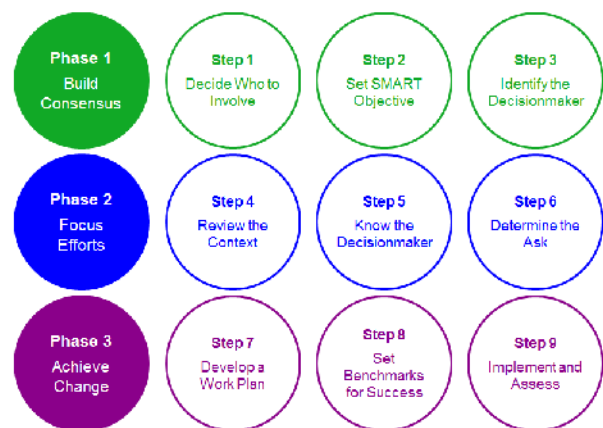 Phase 1
Build
Consensus
Step 1
Decide Who to
Involve
Step 2
Set SMART
Objective
Step 3
Identify the
Decisionmaker
Phase 2
Focus
Efforts
Step 4
Review the
Context
Step 5
Know the
Decisionmaker
Step 6
Determine the
Ask
Phase 3
Achieve
Change
Step 7
Develop a
Work Plan
Step 8
Set
Benchmarks
for Success
Step 9
Implement and
Assess